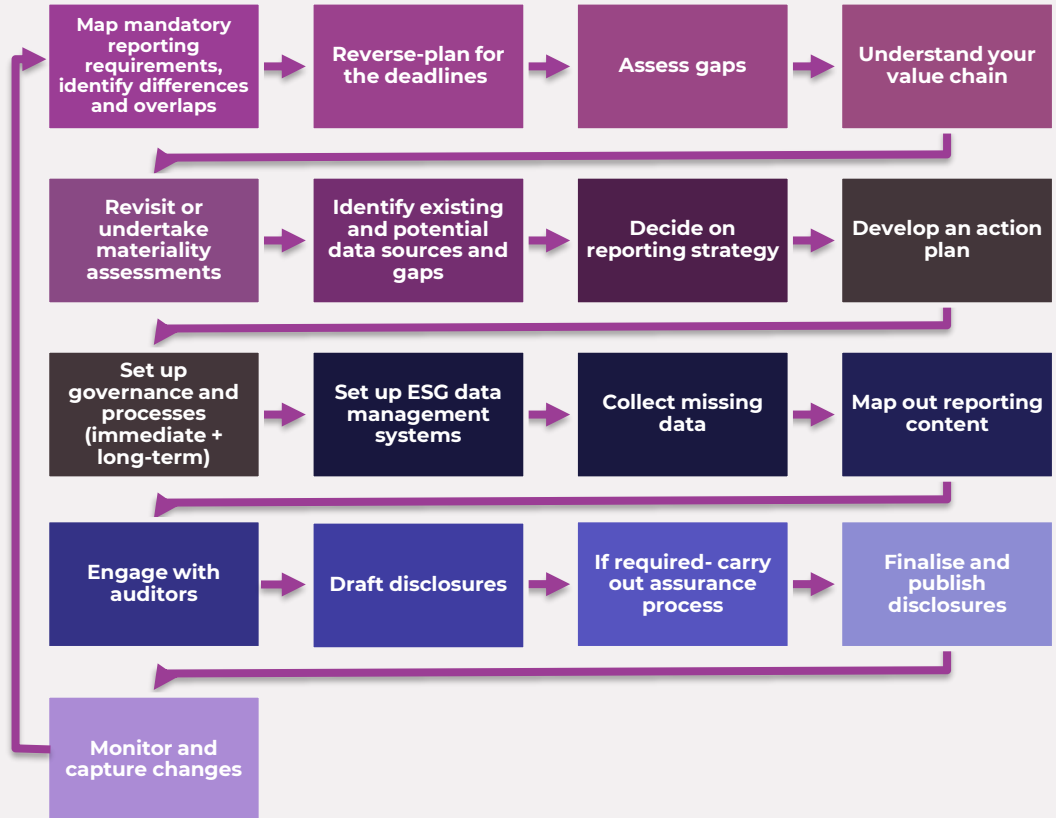 Map mandatory
reporting
requirements,
identify differences
and overlaps
Reverse-plan for
the deadlines
Assess gaps
Understand your
value chain
Revisit or
undertake
materiality
assessments
Identify existing
and potential
data sources and
gaps
Decide on
reporting strategy
Develop an action
plan
Set up
governance and
processes
(immediate +
long-term)
Set up ESG data
management
systems
Collect missing
data
Map out reporting
content
Engage with
auditors
Draft disclosures
If required- carry
out assurance
process
Finalise and
publish
disclosures
Monitor and
capture changes